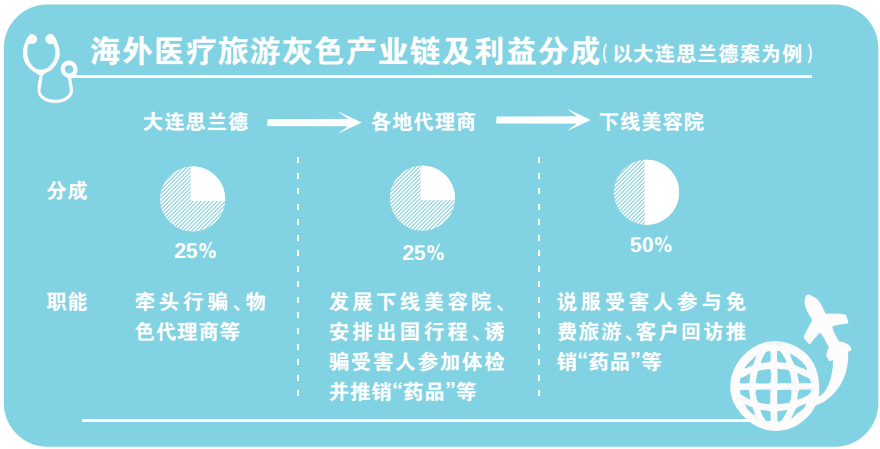 海外医疗旅游灰色产业链及利益分成(以大连思兰德案为例)
大连思兰德 各地代理商 下线美容院
分成
25% 25% 50%
职能
牵头行骗、物
色代理商等
发展下线美容院、
安排出国行程、诱
骗受害人参加体检
并推销“药品”等
说服受害人参与免
费旅游、客户回访推
销“药品”等